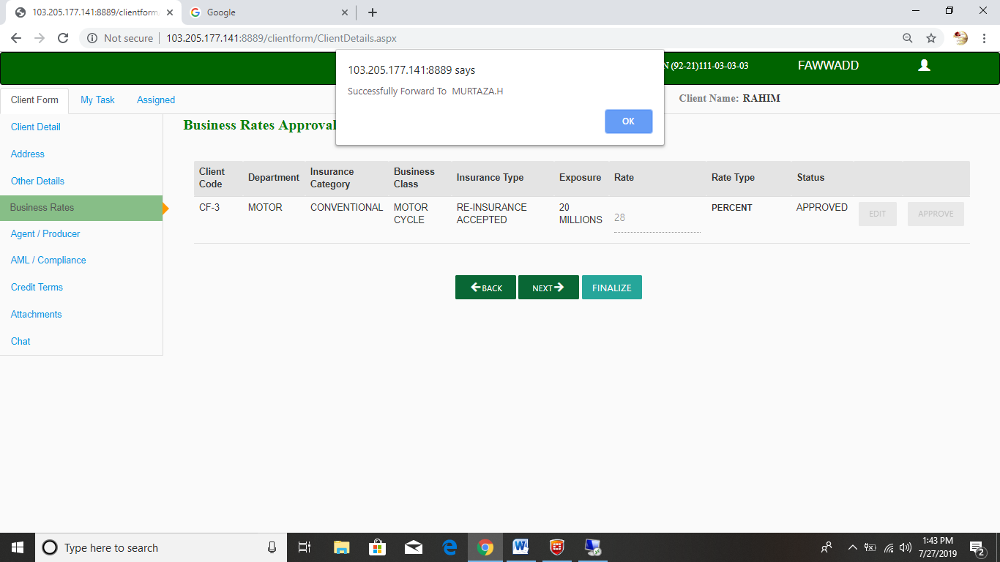 103.205.177.141:8889/clientform
Google
Not secure
103.205.177.141:8889/clientform/ClientDetails.aspx
103.205.177.141:8889 says
Successfully Forward To MURTAZA.H
OK
N (92-21)111-03-03-03
FAWWADD
Client Form
My Task
Assigned
Client Name: RAHIM
Client Detail
Address
Other Details
Business Rates
Agent / Producer
AML / Compliance
Credit Terms
Attachments
Chat
Business Rates Approval
Client Code
Department
Insurance Category
Business Class
Insurance Type
Exposure
Rate
Rate Type
Status
CF-3
MOTOR
CONVENTIONAL
MOTOR CYCLE
RE-INSURANCE ACCEPTED
20 MILLIONS
28
PERCENT
APPROVED
EDIT
APPROVE
BACK
NEXT
FINALIZE
Type here to search
1:43 PM
7/27/2019
2